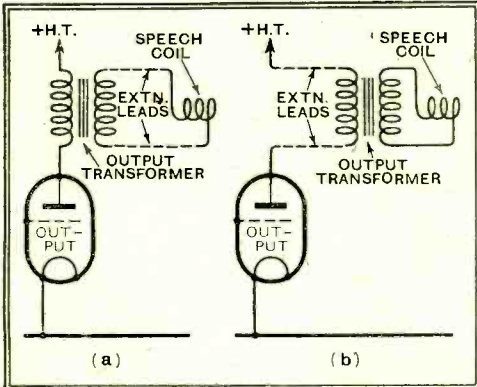 +H.T.
SPEECH
COIL
EXTN.
LEADS
OUTPUT
TRANSFORMER
OUT-
PUT
(a)
+H.T.
SPEECH
COIL
EXTN.
LEADS
OUTPUT
TRANSFORMER
OUT-
PUT
(b)